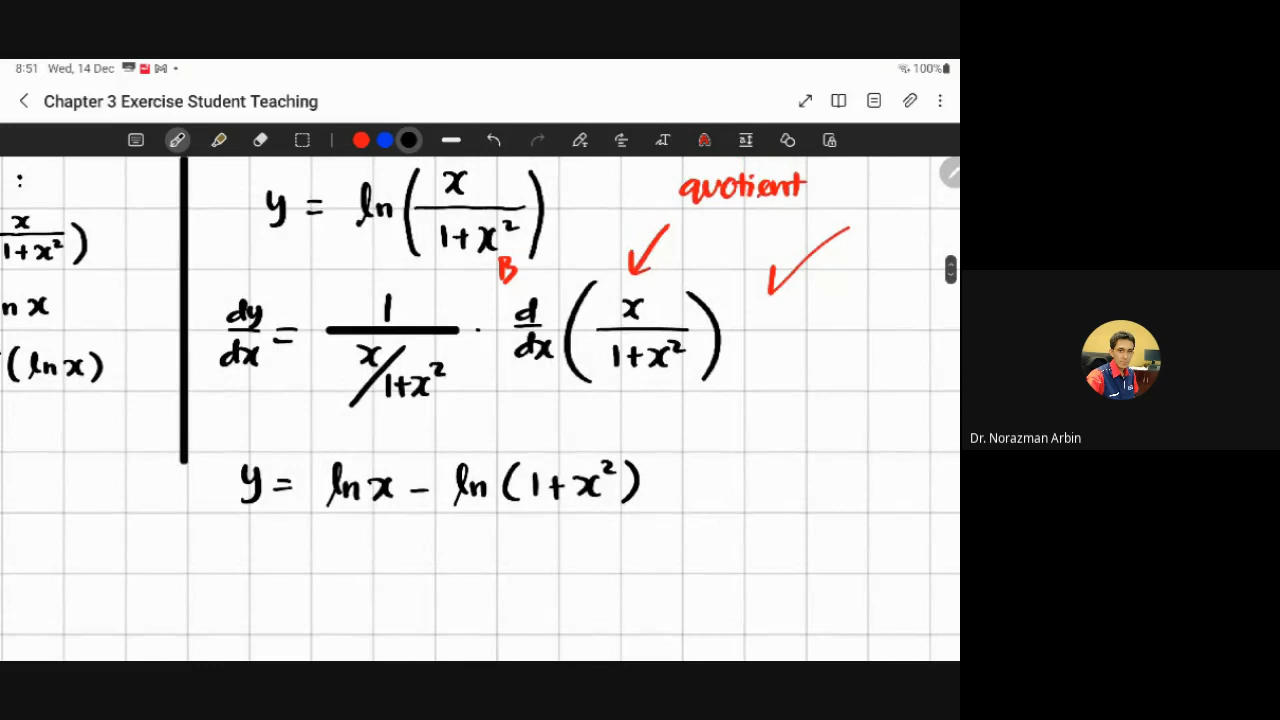 8:51 Wed, 14 Dec 100%
Chapter 3 Exercise Student Teaching
:
x/(1+x²))
n x
(ln x)
quotient
y = ln(x/(1+x²))
B
dy/dx = 1/(x/1+x²) · d/dx (x/(1+x²))
y = ln x - ln (1+x²)
Dr. Norazman Arbin